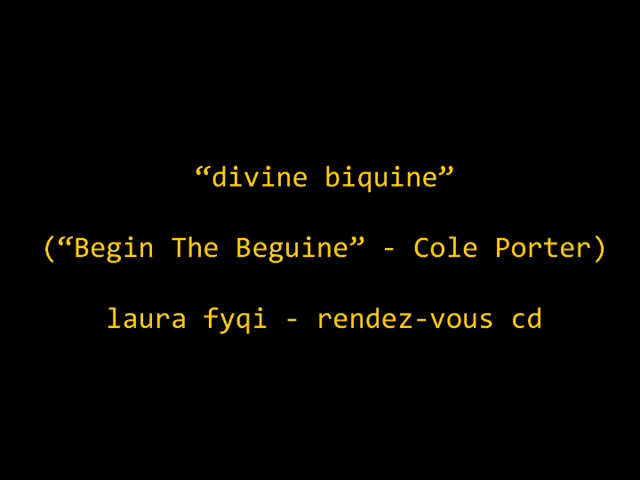 “divine biquine”
(“Begin The Beguine” - Cole Porter)
laura fyqi - rendez-vous cd